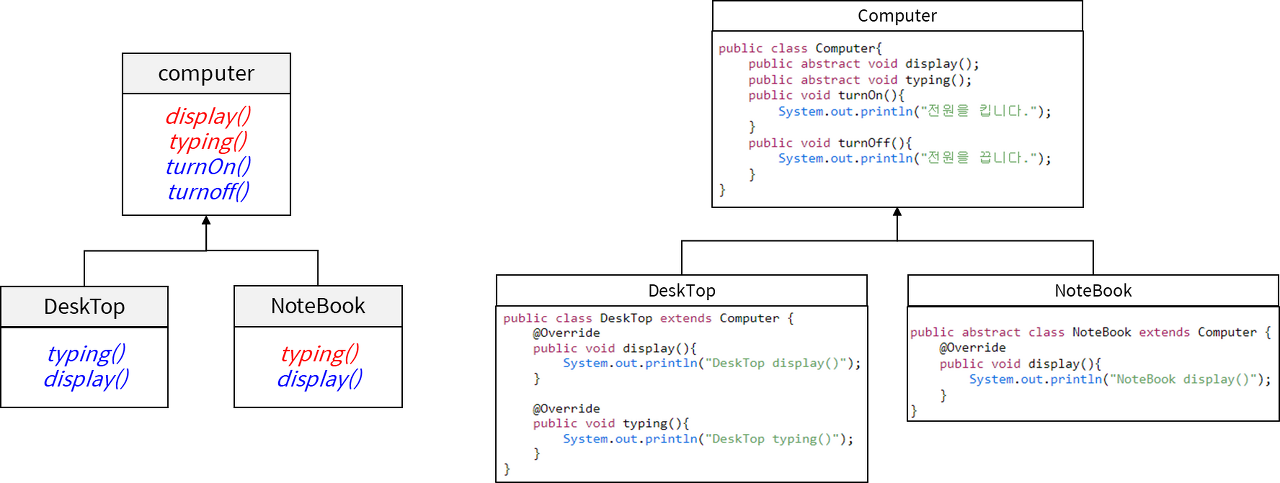 computer
display()
typing()
turnOn()
turnoff()
DeskTop
typing()
display()
NoteBook
typing()
display()
Computer
public class Computer{
public abstract void display();
public abstract void typing();
public void turnOn(){
System.out.println("전원을 킵니다.");
}
public void turnOff(){
System.out.println("전원을 끕니다.");
}
}
DeskTop
public class DeskTop extends Computer {
@Override
public void display(){
System.out.println("DeskTop display()");
}
@Override
public void typing(){
System.out.println("DeskTop typing()");
}
}
NoteBook
public abstract class NoteBook extends Computer {
@Override
public void display(){
System.out.println("NoteBook display()");
}
}